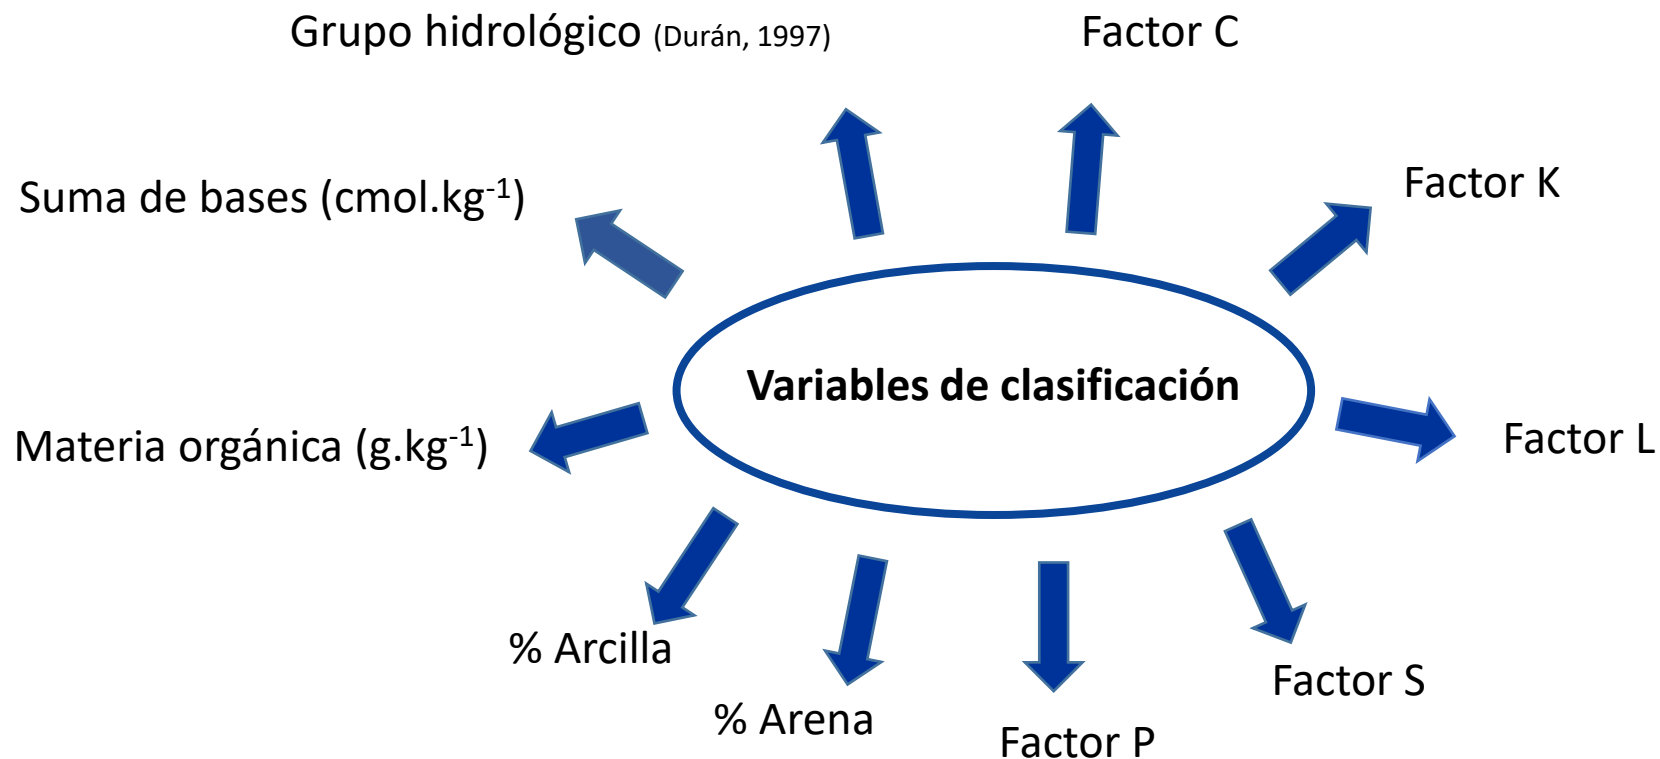 Grupo hidrológico (Durán, 1997)
Factor C
Suma de bases (cmol.kg⁻¹)
Factor K
Variables de clasificación
Materia orgánica (g.kg⁻¹)
Factor L
% Arcilla
Factor S
% Arena
Factor P